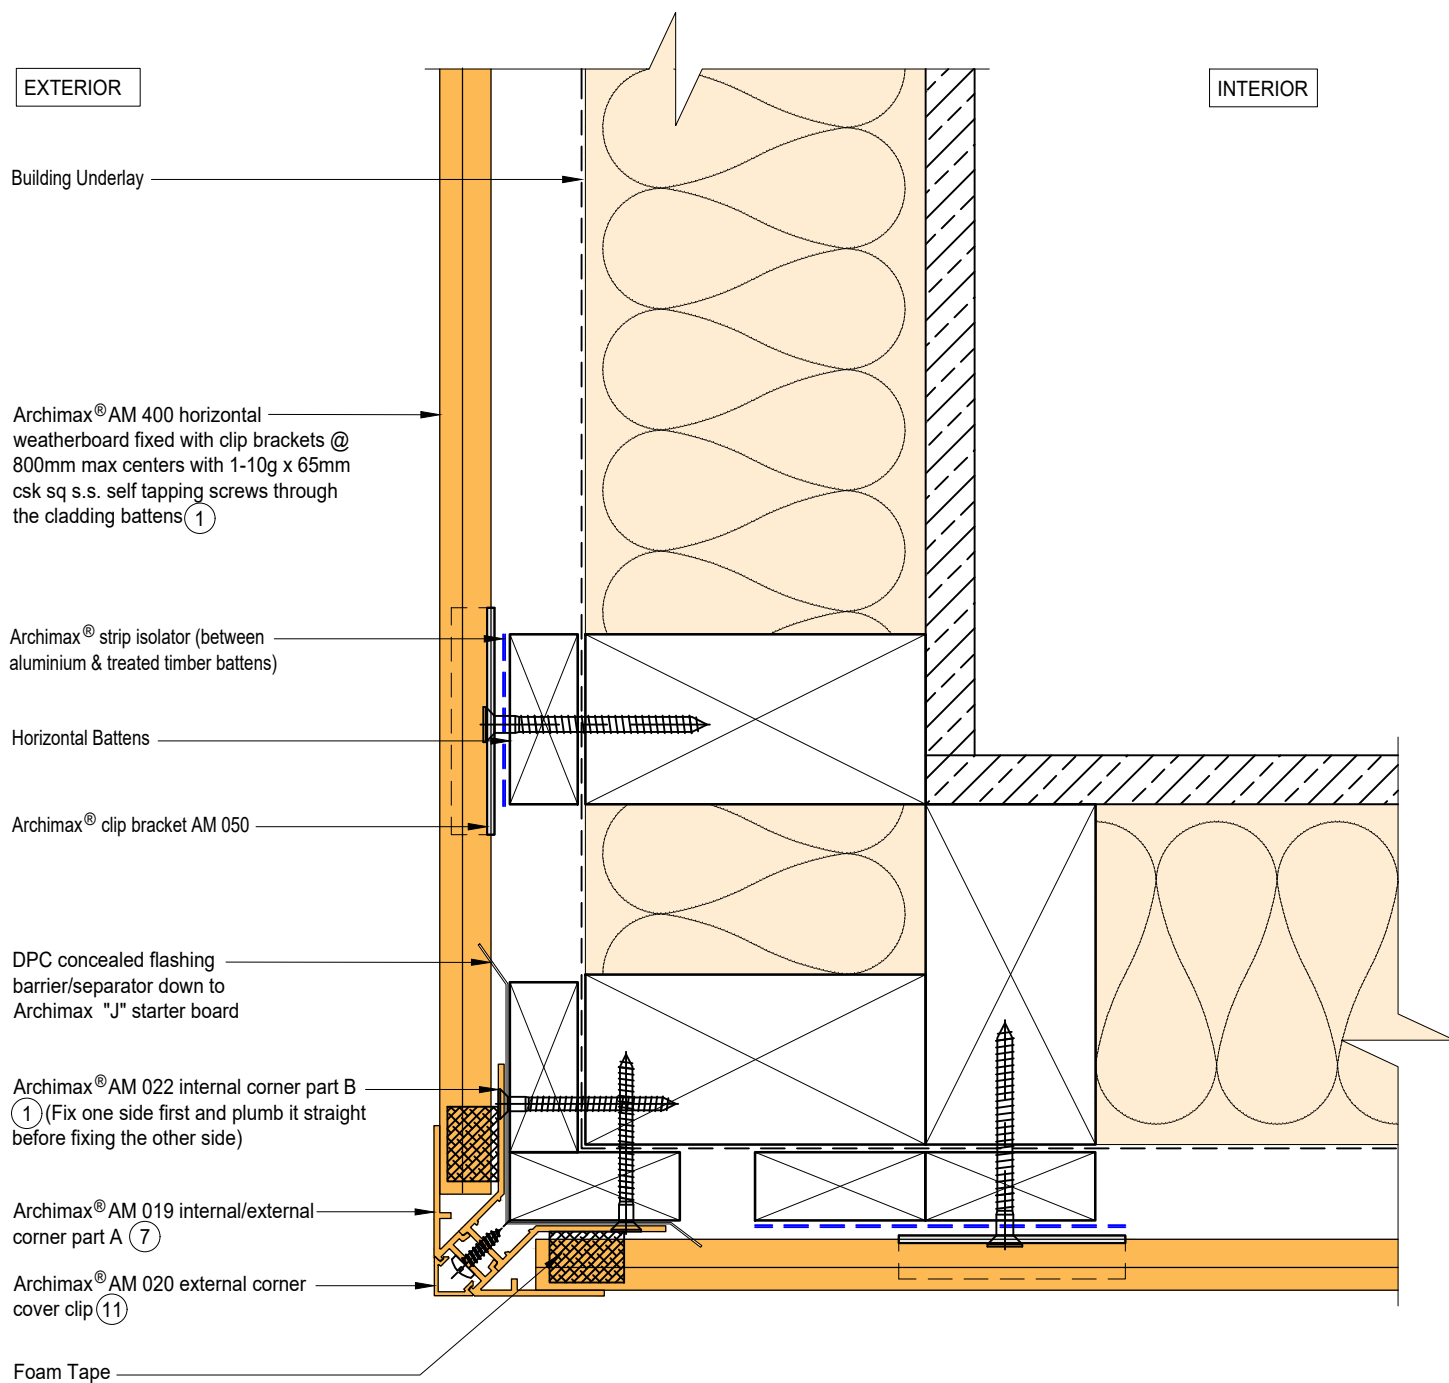 EXTERIOR
INTERIOR
Building Underlay
Archimax® AM 400 horizontal
weatherboard fixed with clip brackets @
800mm max centers with 1-10g x 65mm
csk sq s.s. self tapping screws through
the cladding battens 1
Archimax® strip isolator (between
aluminium & treated timber battens)
Horizontal Battens
Archimax® clip bracket AM 050
DPC concealed flashing
barrier/separator down to
Archimax "J" starter board
Archimax® AM 022 internal corner part B
1 (Fix one side first and plumb it straight
before fixing the other side)
Archimax® AM 019 internal/external
corner part A 7
Archimax® AM 020 external corner
cover clip 11
Foam Tape